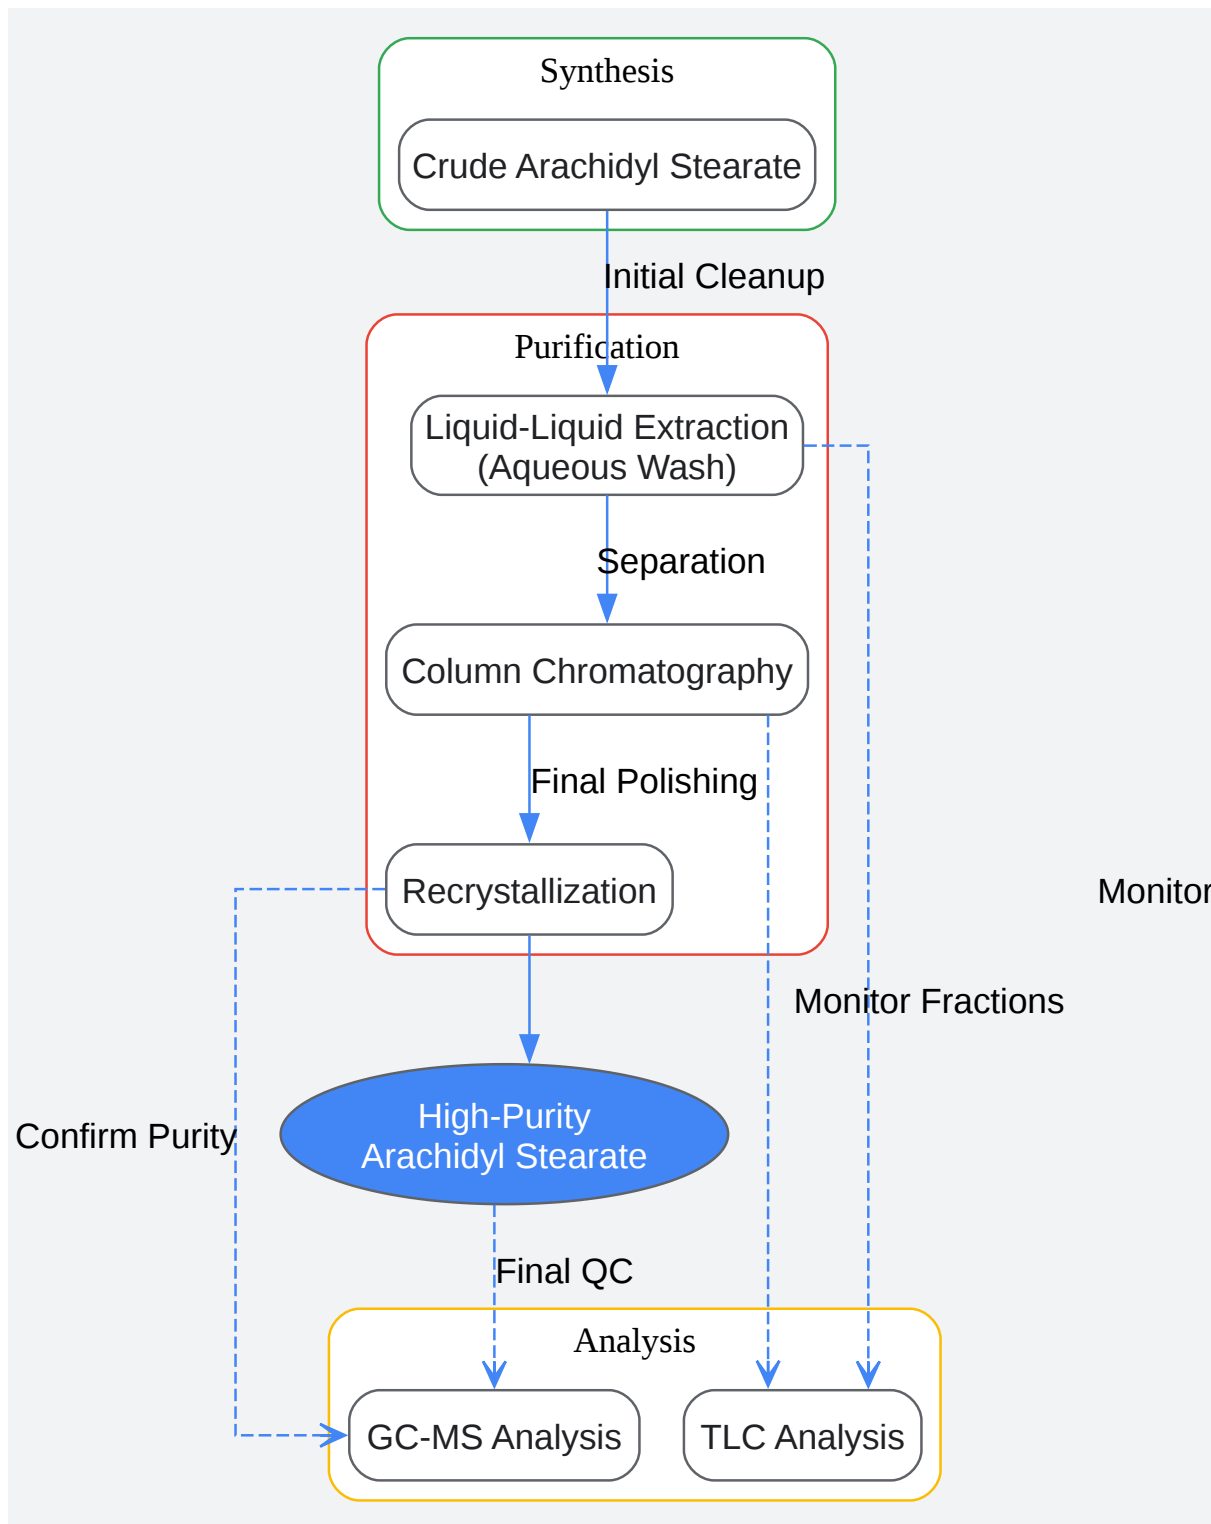 Synthesis
Crude Arachidyl Stearate
Initial Cleanup
Purification
Liquid-Liquid Extraction
(Aqueous Wash)
Separation
Column Chromatography
Final Polishing
Recrystallization
Monitor
Monitor Fractions
High-Purity
Arachidyl Stearate
Confirm Purity
Final QC
Analysis
GC-MS Analysis
TLC Analysis